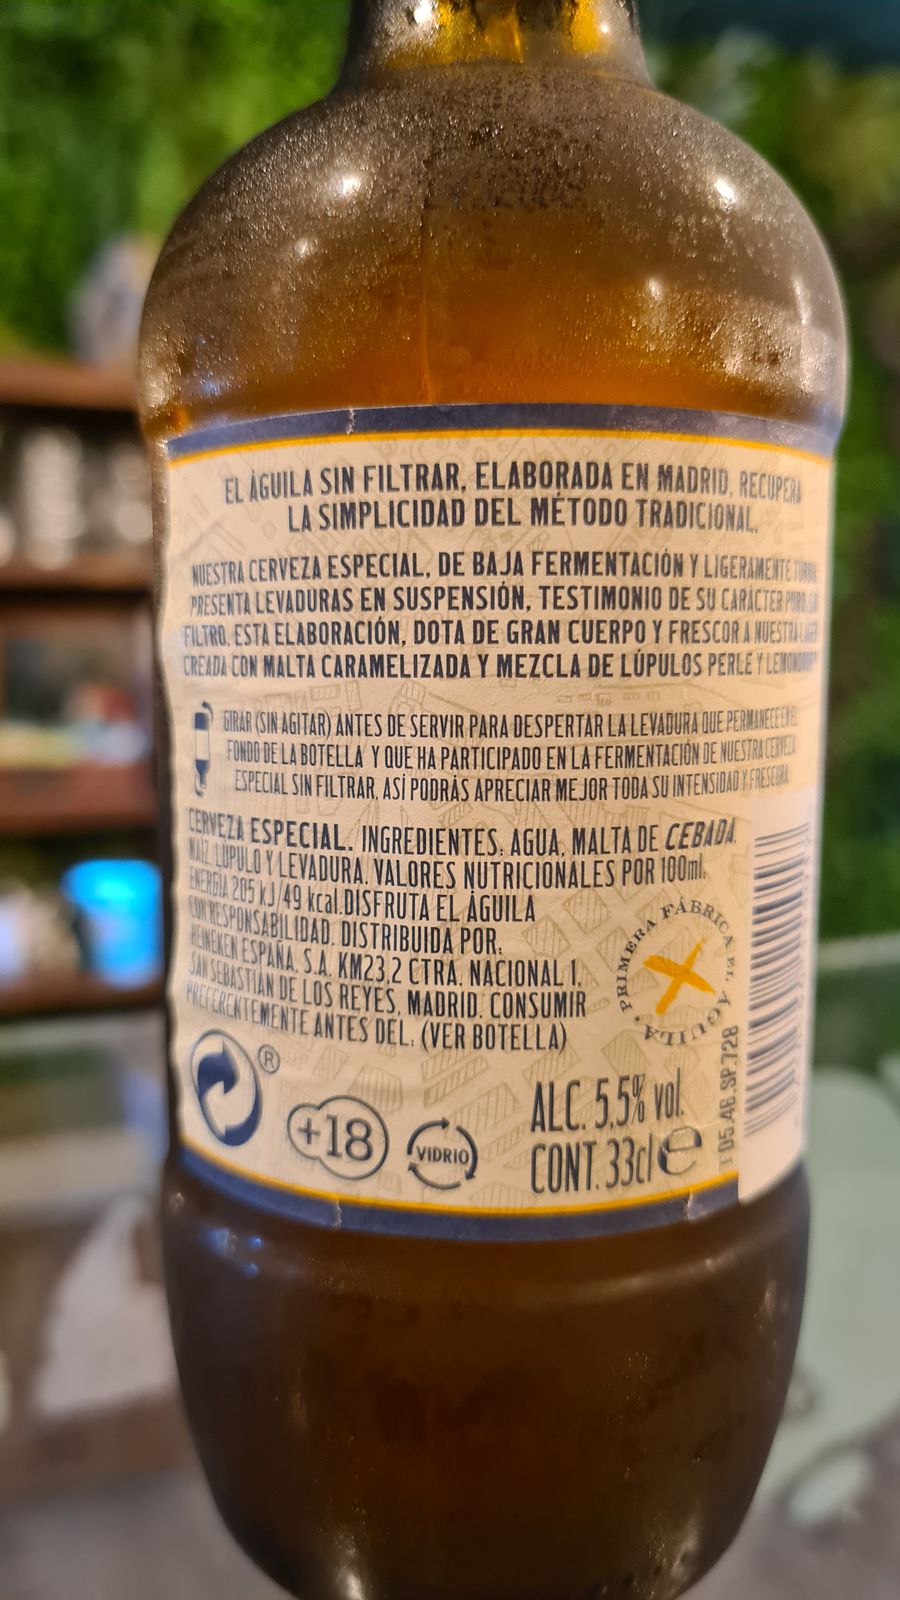 EL ÁGUILA SIN FILTRAR, ELABORADA EN MADRID, RECUPERA
LA SIMPLICIDAD DEL MÉTODO TRADICIONAL.
NUESTRA CERVEZA ESPECIAL, DE BAJA FERMENTACIÓN Y LIGERAMENTE TURBIA
PRESENTA LEVADURAS EN SUSPENSIÓN, TESTIMONIO DE SU CARÁCTER PURO, SIN
FILTRO. ESTA ELABORACIÓN, DOTA DE GRAN CUERPO Y FRESCOR A NUESTRA LAGER
CREADA CON MALTA CARAMELIZADA Y MEZCLA DE LÚPULOS PERLE Y
GIRAR (SIN AGITAR) ANTES DE SERVIR PARA DESPERTAR LA LEVADURA QUE PERMANECE EN EL
FONDO DE LA BOTELLA Y QUE HA PARTICIPADO EN LA FERMENTACIÓN DE NUESTRA CERVEZA
ESPECIAL SIN FILTRAR, ASÍ PODRÁS APRECIAR MEJOR TODA SU INTENSIDAD Y FRESCURA
CERVEZA ESPECIAL. INGREDIENTES: AGUA, MALTA DE CEBADA,
MAÍZ, LÚPULO Y LEVADURA. VALORES NUTRICIONALES POR 100ml.
ENERGÍA 205 kJ/49 kcal.DISFRUTA EL ÁGUILA
CON RESPONSABILIDAD. DISTRIBUIDA POR:
HEINEKEN ESPAÑA, S.A. KM23,2 CTRA. NACIONAL 1,
SAN SEBASTIÁN DE LOS REYES. MADRID. CONSUMIR
PREFERENTEMENTE ANTES DEL: (VER BOTELLA)
PRIMERA FÁBRICA EL ÁGUILA
®
+18
VIDRIO
ALC. 5,5% vol.
CONT. 33cl e
T 05.46.SP.728